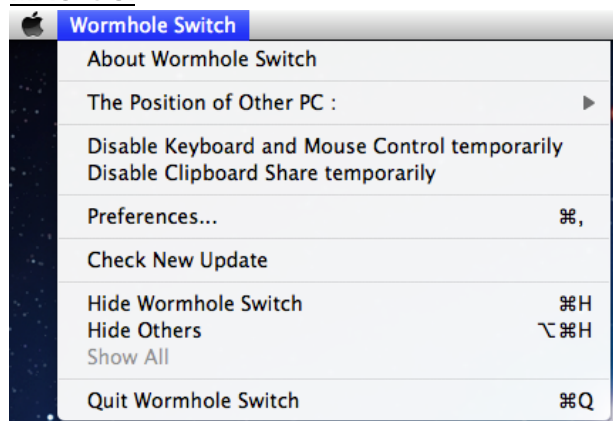 Wormhole Switch
About Wormhole Switch
The Position of Other PC :
Disable Keyboard and Mouse Control temporarily
Disable Clipboard Share temporarily
Preferences... ⌘,
Check New Update
Hide Wormhole Switch ⌘H
Hide Others ⌥⌘H
Show All
Quit Wormhole Switch ⌘Q